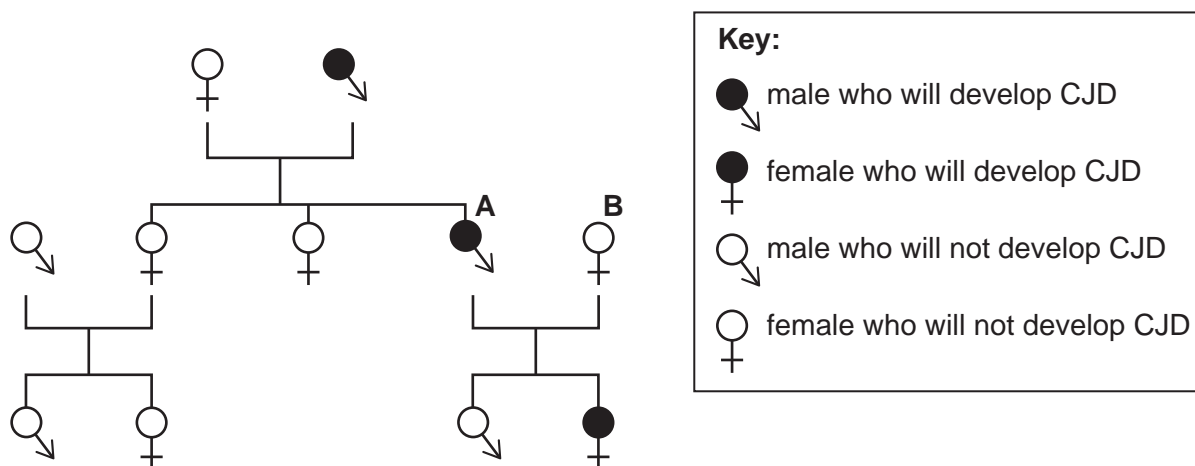 Key:
male who will develop CJD
female who will develop CJD
A
B
male who will not develop CJD
female who will not develop CJD